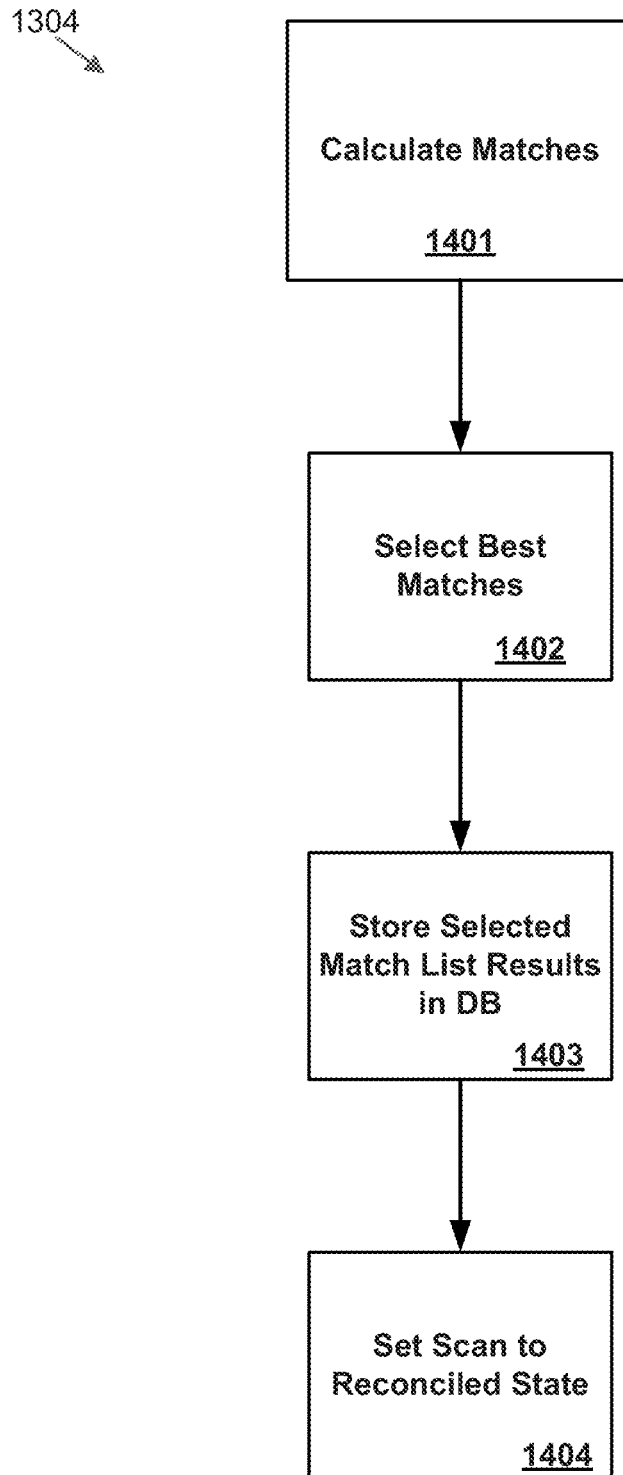 1304
Calculate Matches
1401
Select Best
Matches
1402
Store Selected
Match List Results
in DB
1403
Set Scan to
Reconciled State
1404